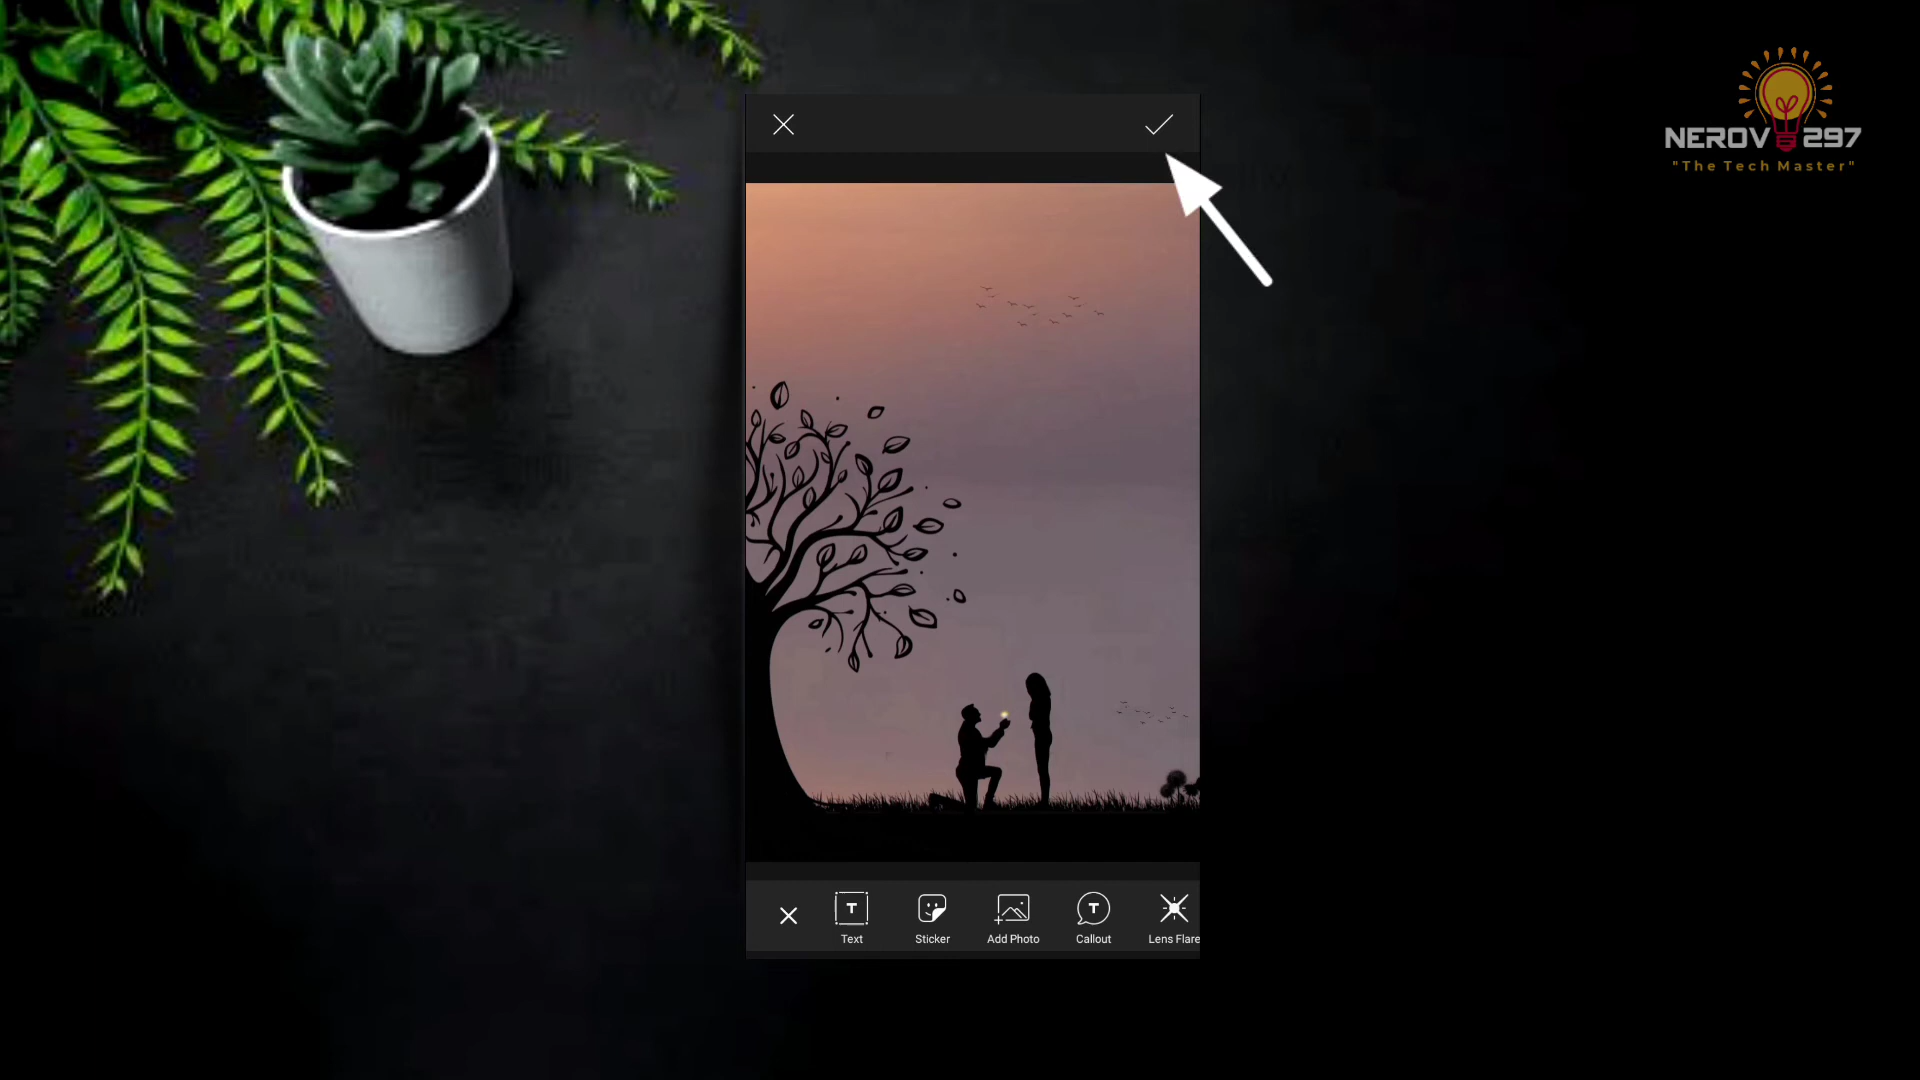 NEROV 297
"The Tech Master"
T
T
Text
Sticker
Add Photo
Callout
Lens Flare